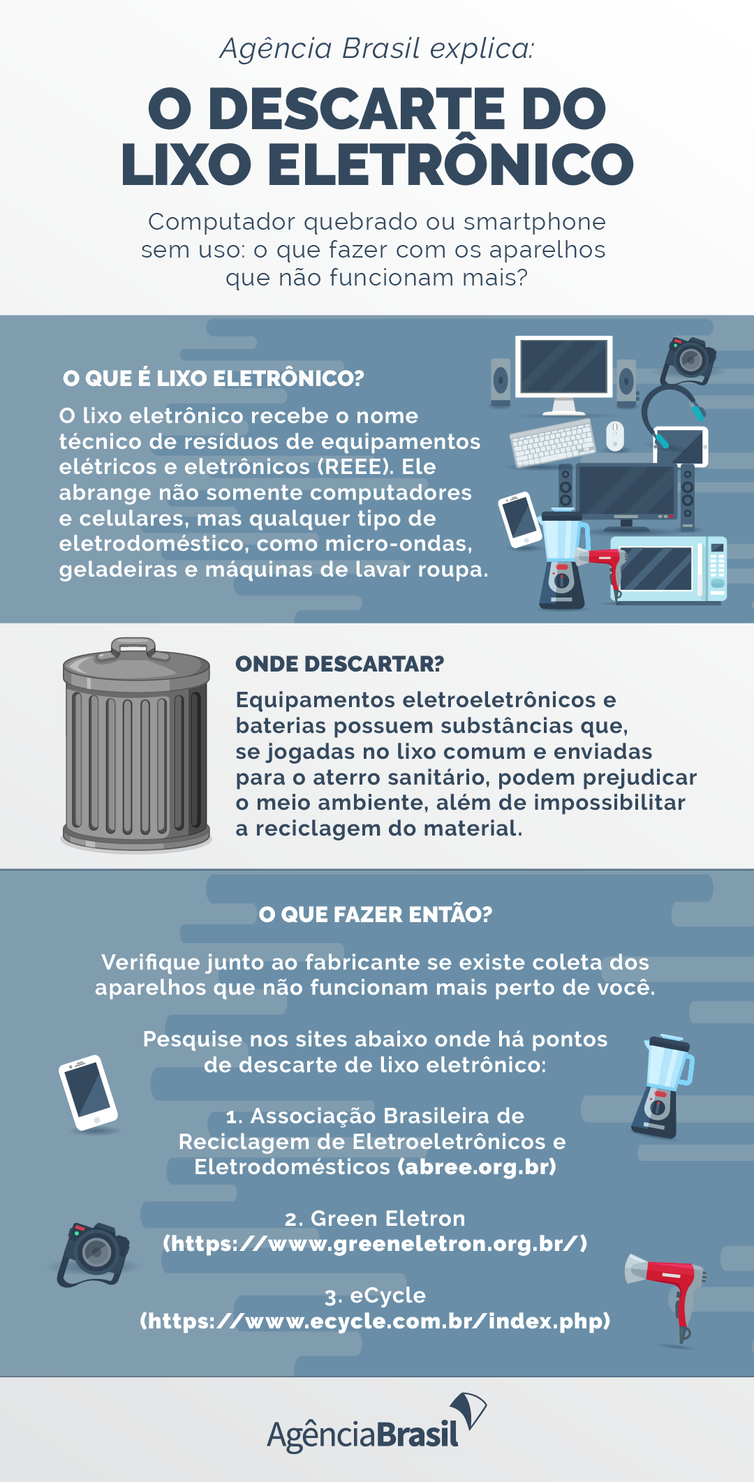 Agência Brasil explica:
O DESCARTE DO
LIXO ELETRÔNICO
Computador quebrado ou smartphone
sem uso: o que fazer com os aparelhos
que não funcionam mais?
O QUE É LIXO ELETRÔNICO?
O lixo eletrônico recebe o nome
técnico de resíduos de equipamentos
elétricos e eletrônicos (REEE). Ele
abrange não somente computadores
e celulares, mas qualquer tipo de
eletrodoméstico, como micro-ondas,
geladeiras e máquinas de lavar roupa.
ONDE DESCARTAR?
Equipamentos eletroeletrônicos e
baterias possuem substâncias que,
se jogadas no lixo comum e enviadas
para o aterro sanitário, podem prejudicar
o meio ambiente, além de impossibilitar
a reciclagem do material.
O QUE FAZER ENTÃO?
Verifique junto ao fabricante se existe coleta dos
aparelhos que não funcionam mais perto de você.
Pesquise nos sites abaixo onde há pontos
de descarte de lixo eletrônico:
1. Associação Brasileira de
Reciclagem de Eletroeletrônicos e
Eletrodomésticos (abree.org.br)
2. Green Eletron
(https://www.greeneletron.org.br/)
3. eCycle
(https://www.ecycle.com.br/index.php)
AgênciaBrasil